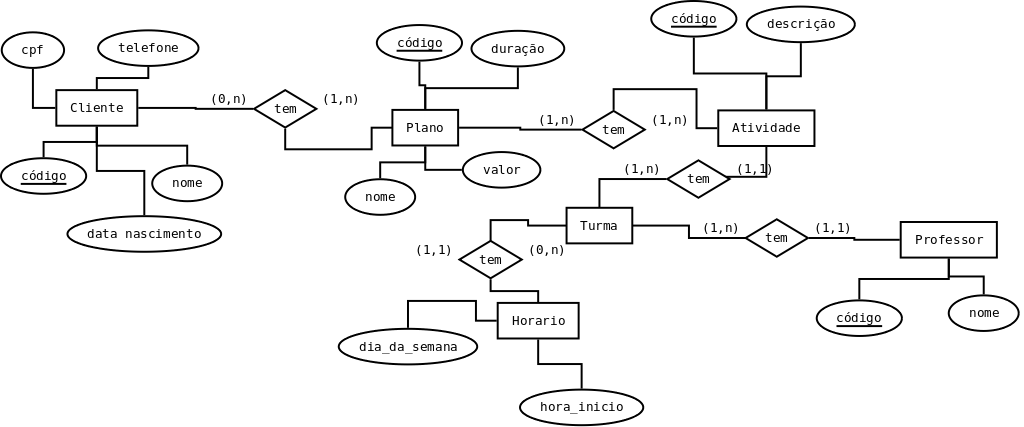 código
descrição
cpf
telefone
código
duração
(0,n)
(1,n)
tem
Cliente
(1,n)
(1,n)
Plano
tem
Atividade
código
nome
valor
nome
(1,n)
(1,1)
tem
data nascimento
Turma
(1,n)
(1,1)
tem
Professor
(1,1)
(0,n)
tem
código
nome
Horario
dia_da_semana
hora_inicio